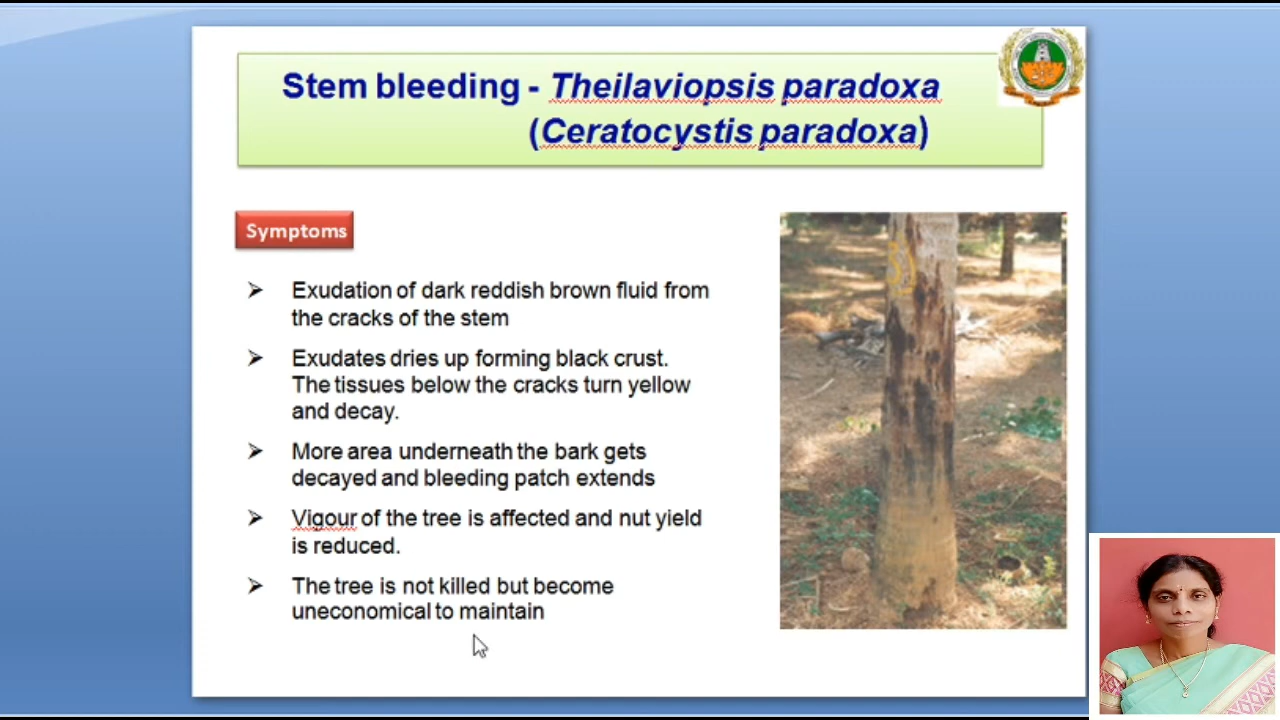 Stem bleeding - Theilaviopsis paradoxa
(Ceratocystis paradoxa)
Symptoms
Exudation of dark reddish brown fluid from
the cracks of the stem
Exudates dries up forming black crust.
The tissues below the cracks turn yellow
and decay.
More area underneath the bark gets
decayed and bleeding patch extends
Vigour of the tree is affected and nut yield
is reduced.
The tree is not killed but become
uneconomical to maintain